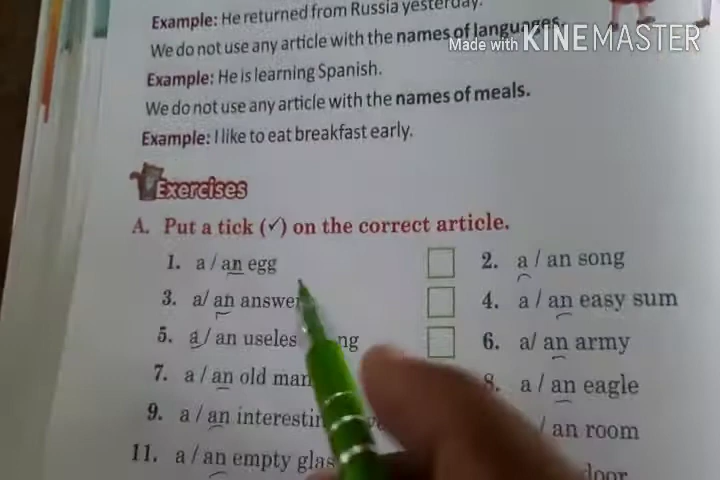 Example: He returned from Russia yesterday.
We do not use any article with the names of languages.
Made with KINEMASTER
Example: He is learning Spanish.
We do not use any article with the names of meals.
Example: I like to eat breakfast early.
Exercises
A. Put a tick (✓) on the correct article.
1. a / an egg
2. a / an song
3. a/ an answer
4. a / an easy sum
5. a / an useles ng
6. a/ an army
7. a / an old man
8. a / an eagle
9. a / an interestin
/ an room
11. a / an empty glas
door